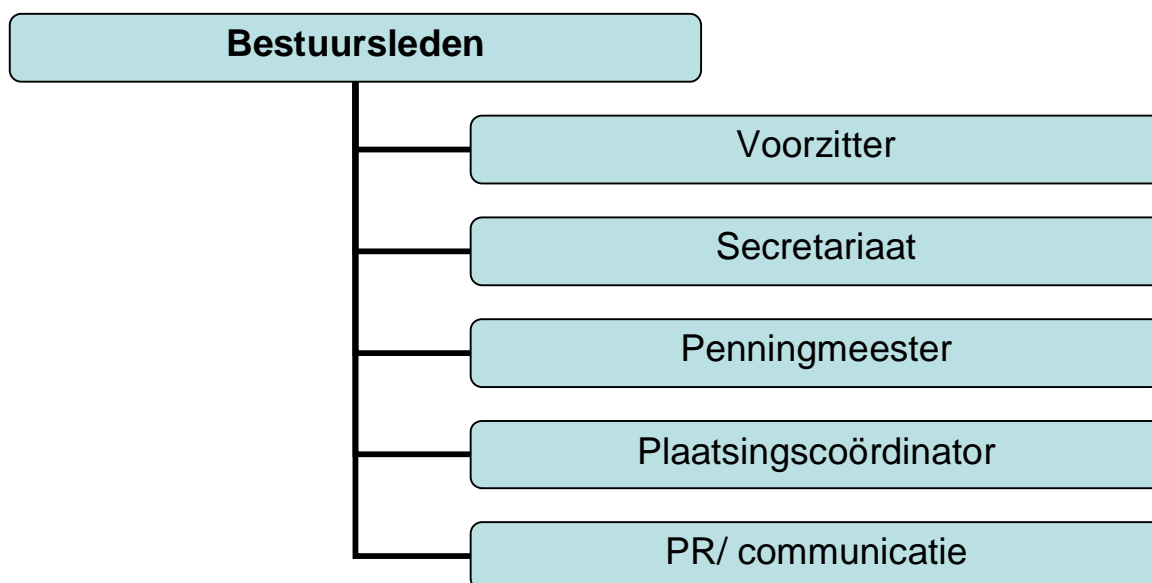 Bestuursleden
Voorzitter
Secretariaat
Penningmeester
Plaatsingscoördinator
PR/ communicatie